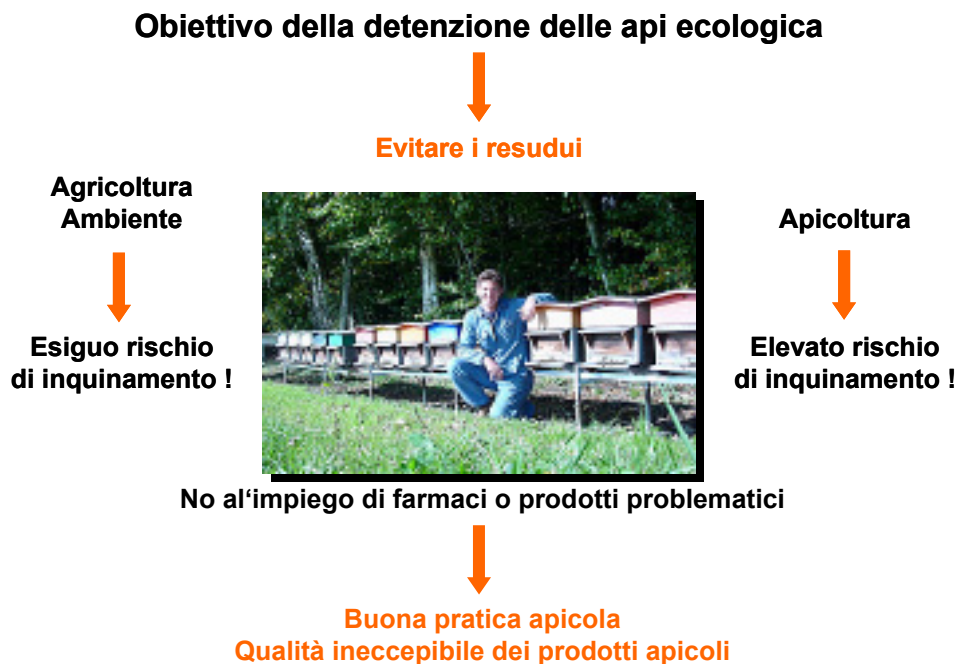 Obiettivo della detenzione delle api ecologica
Evitare i resudui
Agricoltura
Ambiente
Apicoltura
Esiguo rischio
di inquinamento !
Elevato rischio
di inquinamento !
No al‘impiego di farmaci o prodotti problematici
Buona pratica apicola
Qualità ineccepibile dei prodotti apicoli